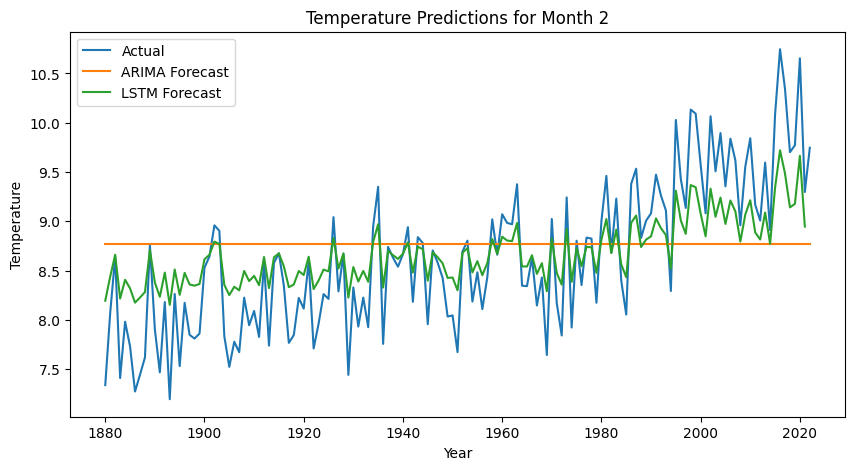 Temperature Predictions for Month 2
Actual
ARIMA Forecast
LSTM Forecast
10.5
10.0
9.5
9.0
8.5
8.0
7.5
Temperature
1880 1900 1920 1940 1960 1980 2000 2020
Year